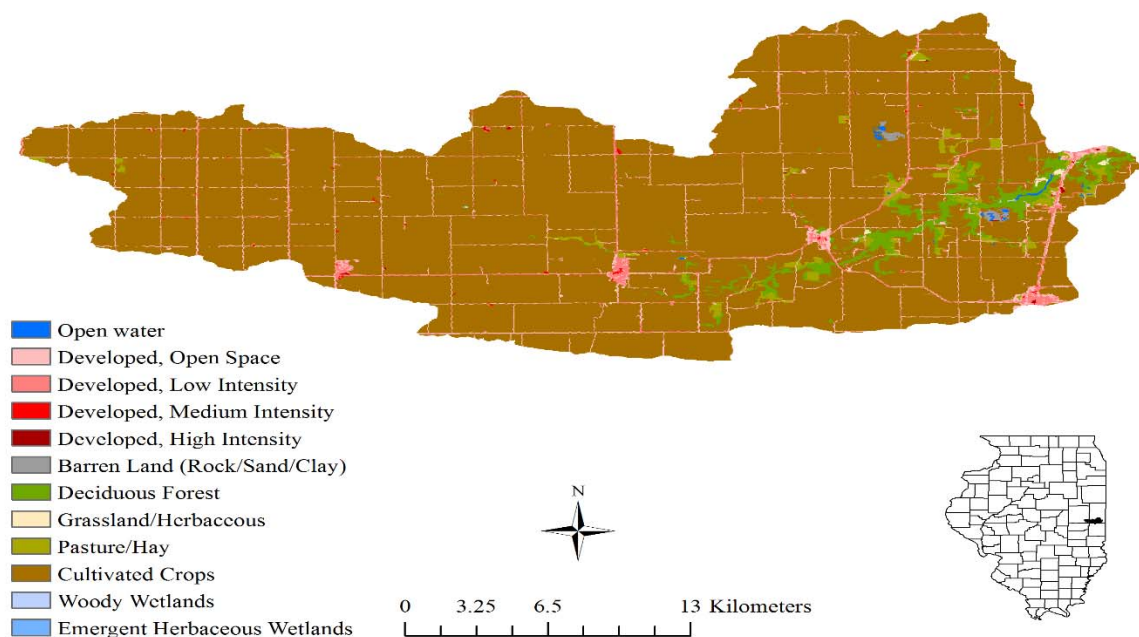 Open water
Developed, Open Space
Developed, Low Intensity
Developed, Medium Intensity
Developed, High Intensity
Barren Land (Rock/Sand/Clay)
Deciduous Forest
Grassland/Herbaceous
Pasture/Hay
Cultivated Crops
Woody Wetlands
Emergent Herbaceous Wetlands
N
0 3.25 6.5 13 Kilometers